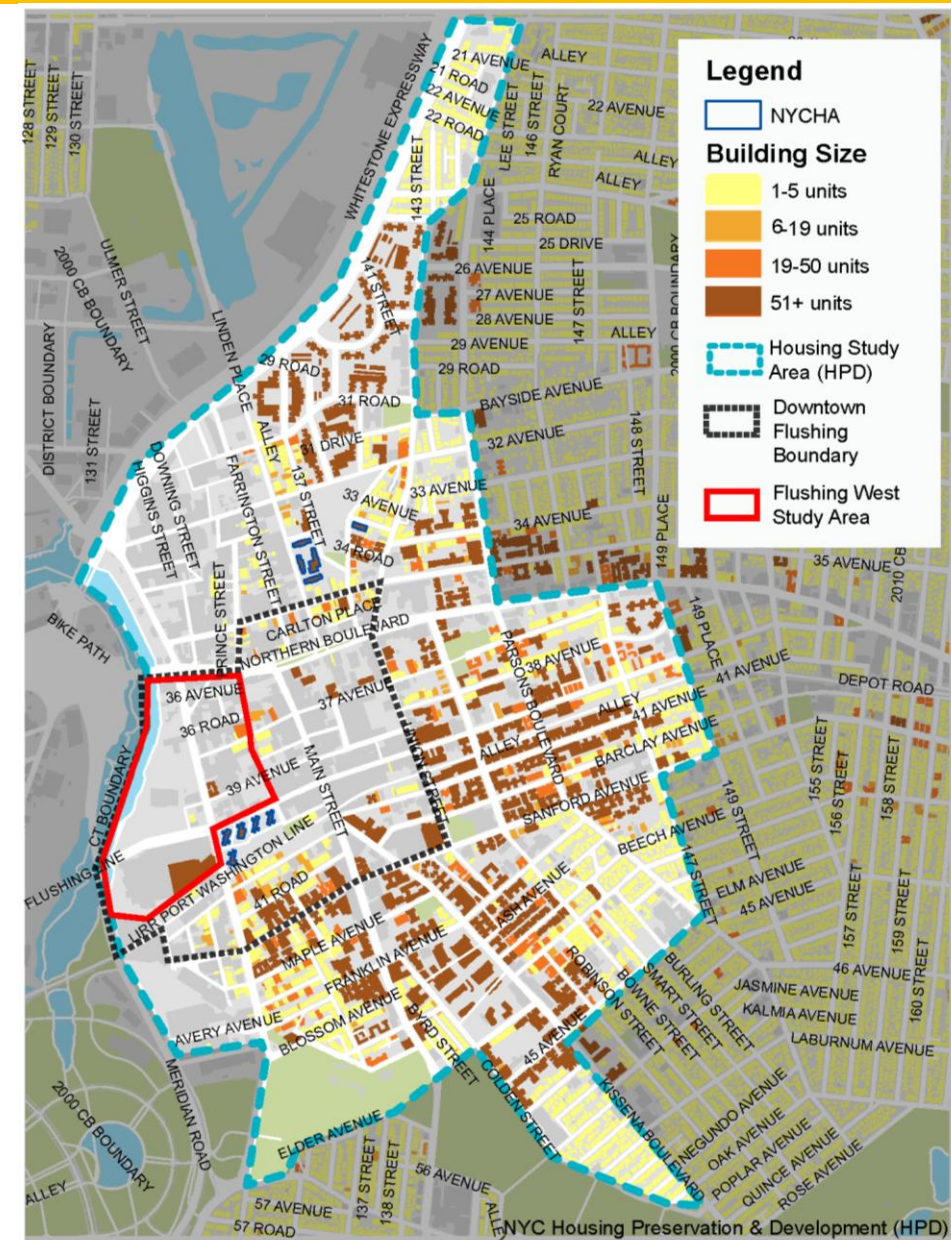 Legend
NYCHA
Building Size
1-5 units
6-19 units
19-50 units
51+ units
Housing Study
Area (HPD)
Downtown
Flushing
Boundary
Flushing West
Study Area
128 STREET
129 STREET
130 STREET
WHITESTONE EXPRESSWAY
21 AVENUE
21 ROAD
22 AVENUE
22 ROAD
ALLEY
LEE STREET
146 STREET
RYAN COURT
22 AVENUE
ALLEY
ALLEY
143 STREET
144 PLACE
25 ROAD
25 DRIVE
26 AVENUE
27 AVENUE
28 AVENUE
29 AVENUE
29 ROAD
147 STREET
ALLEY
2000 CB BOUNDARY
ULMER STREET
2000 CB BOUNDARY
141 STREET
LINDEN PLACE
DISTRICT BOUNDARY
131 STREET
29 ROAD
31 ROAD
BAYSIDE AVENUE
ALLEY
31 DRIVE
32 AVENUE
148 STREET
DOWNING STREET
HIGGINS STREET
FARRINGTON STREET
137 STREET
33 AVENUE
33 AVENUE
34 AVENUE
149 PLACE
34 ROAD
35 AVENUE
2010 CB
BIKE PATH
PRINCE STREET
CARLTON PLACE
NORTHERN BOULEVARD
149 PLACE
36 AVENUE
36 ROAD
37 AVENUE
PARSONS BOULEVARD
38 AVENUE
41 AVENUE
DEPOT ROAD
ALLEY
41 AVENUE
ALLEY
BARCLAY AVENUE
CT BOUNDARY
39 AVENUE
MAIN STREET
UNION STREET
SANFORD AVENUE
149 STREET
155 STREET
156 STREET
158 STREET
FLUSHING LINE
LIRR PORT WASHINGTON LINE
BEECH AVENUE
147 STREET
41 ROAD
ASH AVENUE
ELM AVENUE
45 AVENUE
157 STREET
159 STREET
160 STREET
MAPLE AVENUE
FRANKLIN AVENUE
ROBINSON STREET
BOWNE STREET
SMART STREET
BURLING STREET
46 AVENUE
JASMINE AVENUE
KALMIA AVENUE
LABURNUM AVENUE
AVERY AVENUE
BLOSSOM AVENUE
BYRD STREET
45 AVENUE
MERIDIAN ROAD
2000 CB BOUNDARY
COLDEN STREET
KISSENA BOULEVARD
NEGUNDO AVENUE
OAK AVENUE
POPLAR AVENUE
QUINCE AVENUE
ROSE AVENUE
ELDER AVENUE
ALLEY
57 AVENUE
57 ROAD
137 STREET
138 STREET
56 AVENUE
NYC Housing Preservation & Development (HPD)